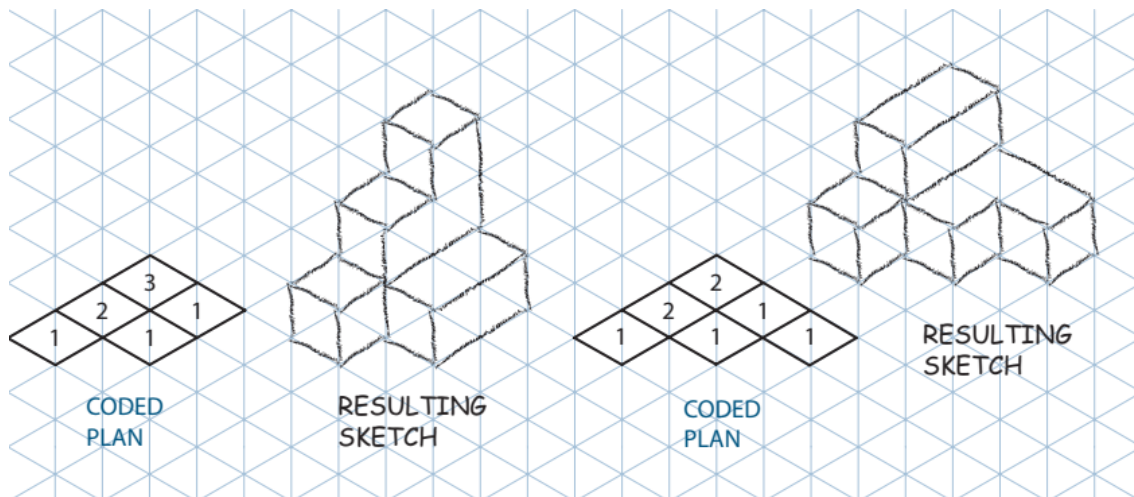 3
2 1
1 1
CODED
PLAN
RESULTING
SKETCH
2
2 1
1 1 1
CODED
PLAN
RESULTING
SKETCH